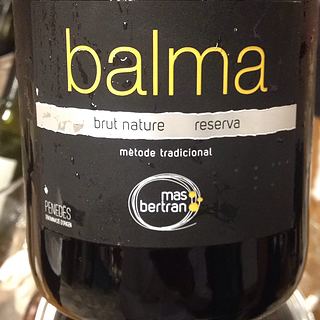 balma
brut nature reserva
mètode tradicional
mas
bertran
PENEDÈS